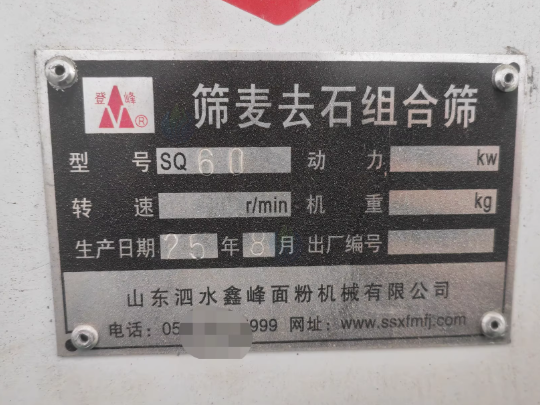 登峰®
筛麦去石组合筛
型号 SQ 60 动力 kw
转速 r/min 机重 kg
生产日期 25年8月 出厂编号
山东泗水鑫峰面粉机械有限公司
电话：05 999 网址：www.ssxfmfj.com